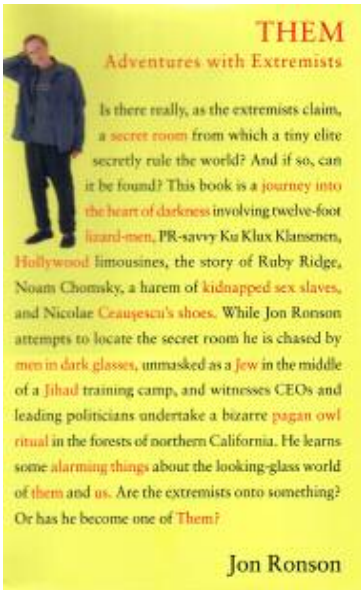 THEM
Adventures with Extremists
Is there really, as the extremists claim,
a secret room from which a tiny elite
secretly rule the world? And if so, can
it be found? This book is a journey into
the heart of darkness involving twelve-foot
lizard-men, PR-savvy Ku Klux Klansmen,
Hollywood limousines, the story of Ruby Ridge,
Noam Chomsky, a harem of kidnapped sex slaves,
and Nicolae Ceauşescu's shoes. While Jon Ronson
attempts to locate the secret room he is chased by
men in dark glasses, unmasked as a Jew in the middle
of a Jihad training camp, and witnesses CEOs and
leading politicians undertake a bizarre pagan owl
ritual in the forests of northern California. He learns
some alarming things about the looking-glass world
of them and us. Are the extremists onto something?
Or has he become one of Them?
Jon Ronson